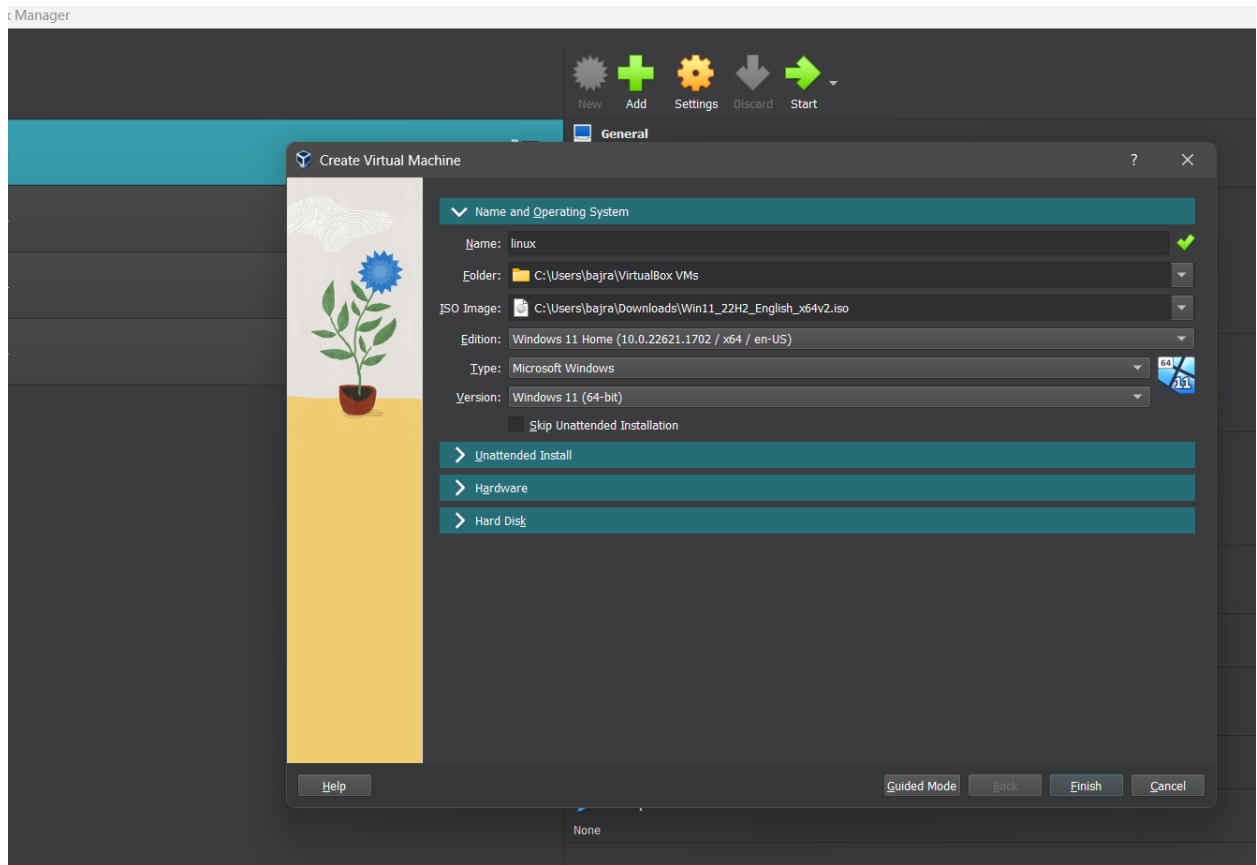 Manager
New Add Settings Discard Start
General
Create Virtual Machine ?
Name and Operating System
Name: linux
Folder: C:\Users\bajra\VirtualBox VMs
ISO Image: C:\Users\bajra\Downloads\Win11_22H2_English_x64v2.iso
Edition: Windows 11 Home (10.0.22621.1702 / x64 / en-US)
Type: Microsoft Windows
64
11
Version: Windows 11 (64-bit)
Skip Unattended Installation
Unattended Install
Hardware
Hard Disk
Help Guided Mode Back Finish Cancel
None